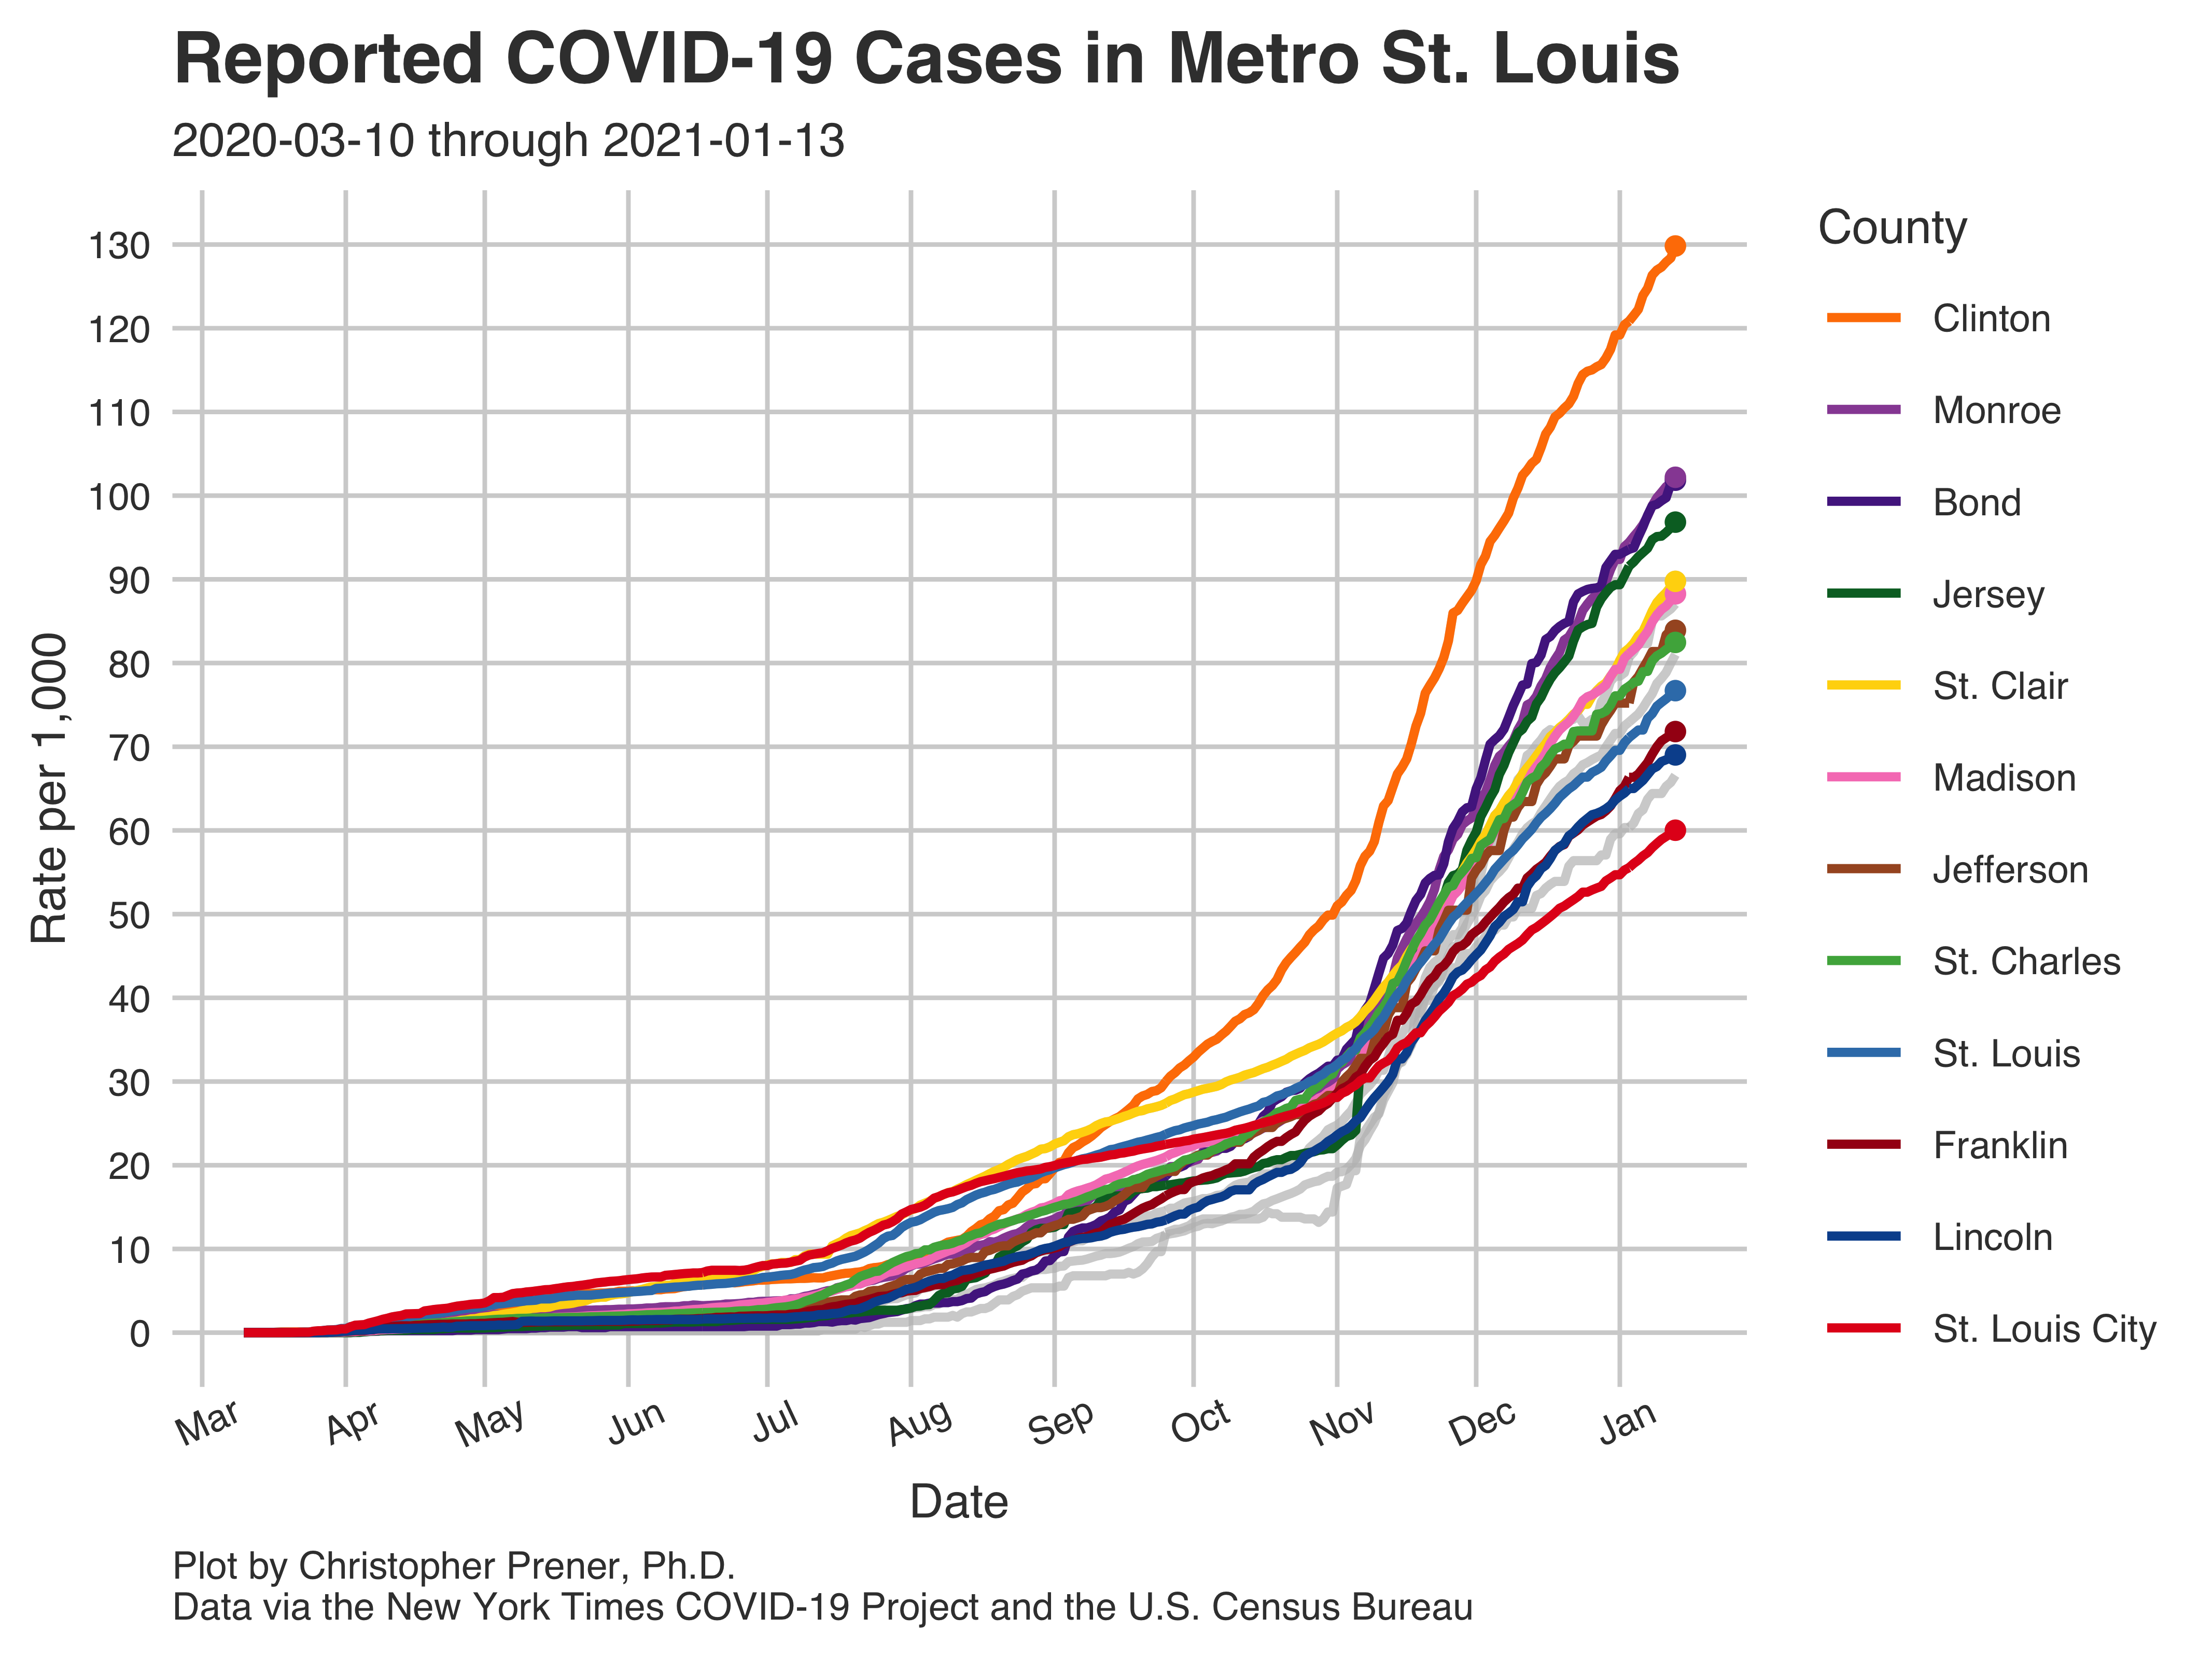 Reported COVID-19 Cases in Metro St. Louis
2020-03-10 through 2021-01-13
Rate per 1,000
130
120
110
100
90
80
70
60
50
40
30
20
10
0
Mar
Apr
May
Jun
Jul
Aug
Sep
Oct
Nov
Dec
Jan
Date
County
Clinton
Monroe
Bond
Jersey
St. Clair
Madison
Jefferson
St. Charles
St. Louis
Franklin
Lincoln
St. Louis City
Plot by Christopher Prener, Ph.D.
Data via the New York Times COVID-19 Project and the U.S. Census Bureau